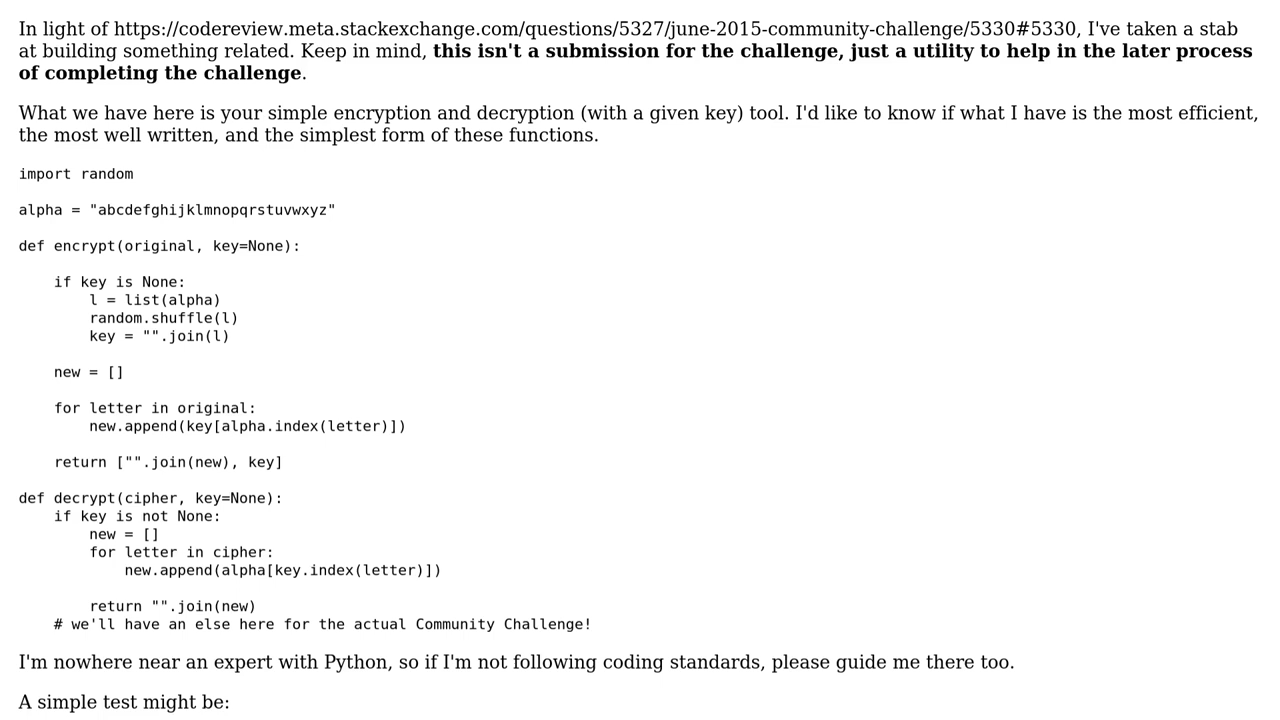 In light of https://codereview.meta.stackexchange.com/questions/5327/june-2015-community-challenge/5330#5330, I've taken a stab
at building something related. Keep in mind, this isn't a submission for the challenge, just a utility to help in the later process
of completing the challenge.
What we have here is your simple encryption and decryption (with a given key) tool. I'd like to know if what I have is the most efficient,
the most well written, and the simplest form of these functions.
import random
alpha = "abcdefghijklmnopqrstuvwxyz"
def encrypt(original, key=None):
    if key is None:
        l = list(alpha)
        random.shuffle(l)
        key = "".join(l)
    new = []
    for letter in original:
        new.append(key[alpha.index(letter)])
    return ["".join(new), key]
def decrypt(cipher, key=None):
    if key is not None:
        new = []
        for letter in cipher:
            new.append(alpha[key.index(letter)])
        return "".join(new)
    # we'll have an else here for the actual Community Challenge!
I'm nowhere near an expert with Python, so if I'm not following coding standards, please guide me there too.
A simple test might be: